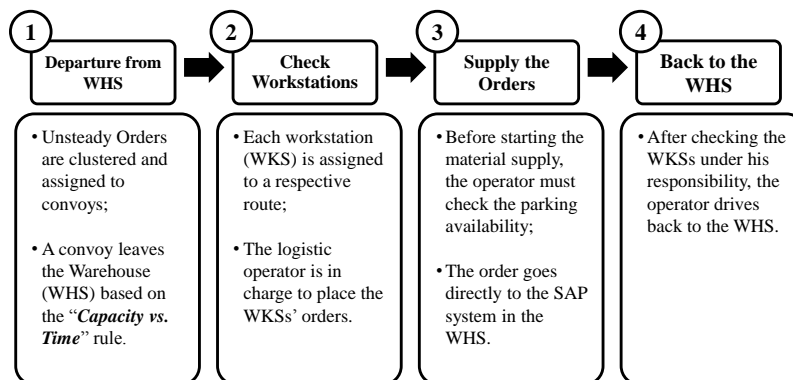 1
Departure from
WHS
2
Check
Workstations
3
Supply the
Orders
4
Back to the
WHS
• Unsteady Orders
are clustered and
assigned to
convoys;
• A convoy leaves
the Warehouse
(WHS) based on
the “Capacity vs.
Time” rule.
• Each workstation
(WKS) is assigned
to a respective
route;
• The logistic
operator is in
charge to place the
WKSs’ orders.
• Before starting the
material supply,
the operator must
check the parking
availability;
• The order goes
directly to the SAP
system in the
WHS.
• After checking the
WKSs under his
responsibility, the
operator drives
back to the WHS.